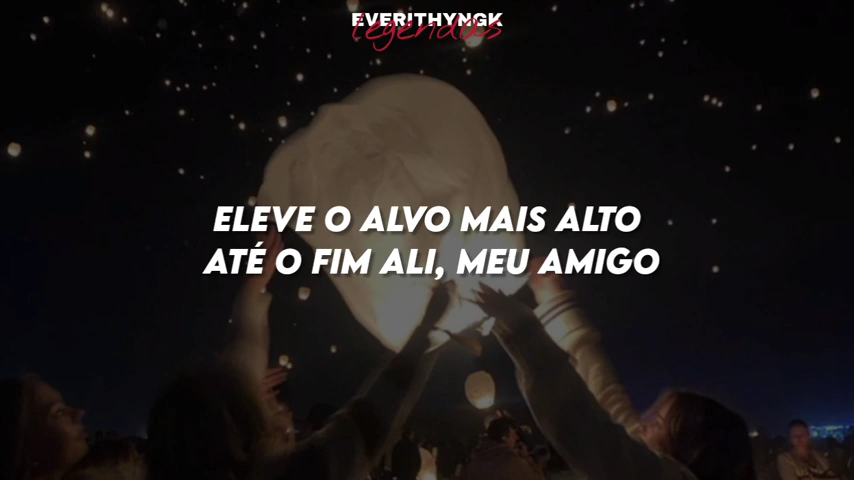 EVERITHYNGK
legendas
ELEVE O ALVO MAIS ALTO
ATÉ O FIM ALI, MEU AMIGO